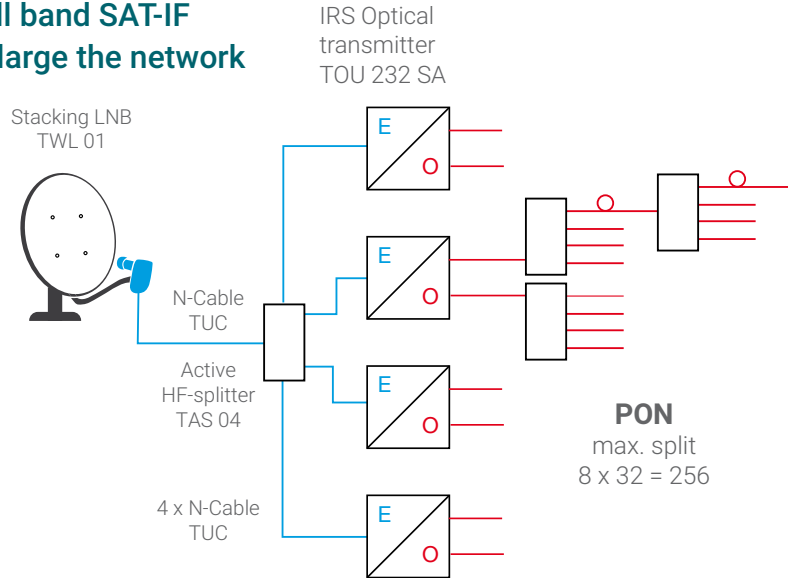 ll band SAT-IF
large the network
IRS Optical
transmitter
TOU 232 SA
Stacking LNB
TWL 01
E
O
E
O
N-Cable
TUC
Active
HF-splitter
TAS 04
E
O
PON
max. split
8 x 32 = 256
4 x N-Cable
TUC
E
O